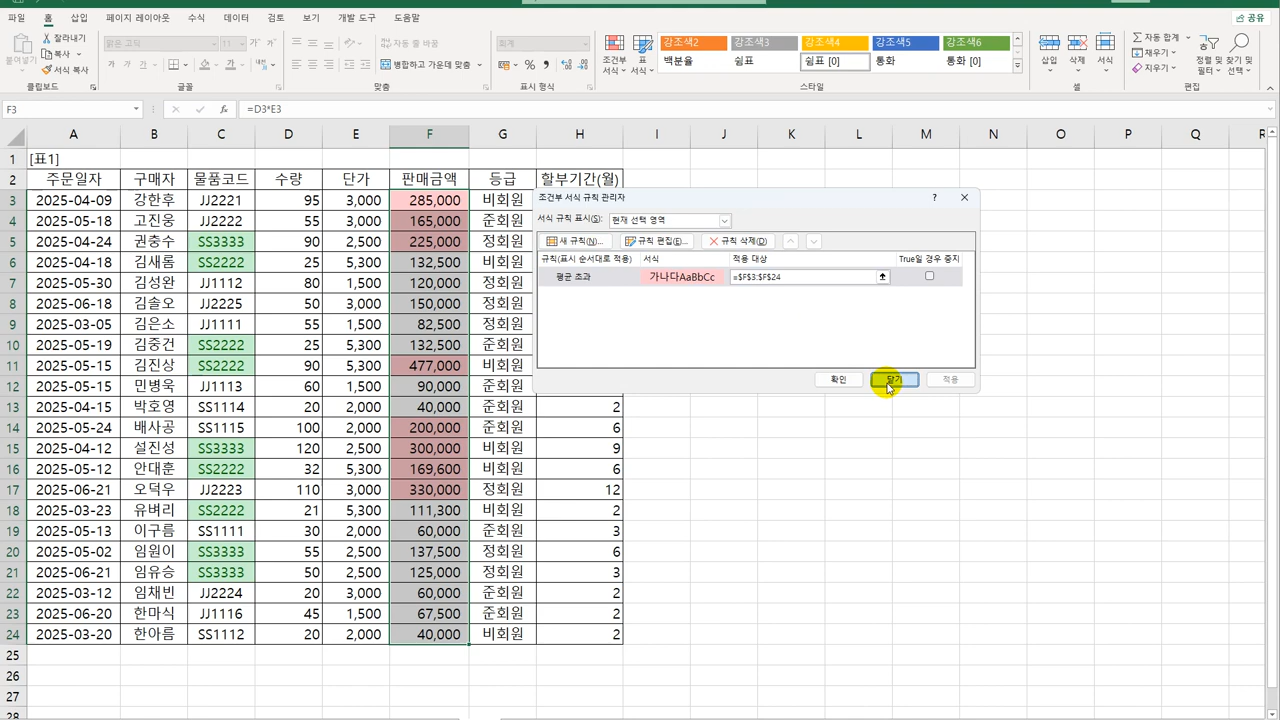 파일 홈 삽입 페이지 레이아웃 수식 데이터 검토 보기 개발 도구 도움말 공유
붙여넣기 잘라내기 복사 서식 복사 클립보드
맑은 고딕 11 가 가 가 글꼴
자동 줄 바꿈 병합하고 가운데 맞춤 맞춤
회계 % 표시 형식
조건부 서식 표 서식
강조색2 강조색3 강조색4 강조색5 강조색6
백분율 쉼표 쉼표 [0] 통화 통화 [0]
스타일
삽입 삭제 서식 셀
자동 합계 채우기 지우기 정렬 및 필터 찾기 및 선택 편집
F3 fx =D3*E3
A B C D E F G H I J K L M N O P Q R
1 [표1]
2 주문일자 구매자 물품코드 수량 단가 판매금액 등급 할부기간(월)
3 2025-04-09 강한후 JJ2221 95 3,000 285,000 비회원
4 2025-05-18 고진웅 JJ2222 55 3,000 165,000 준회원
5 2025-04-24 권충수 SS3333 90 2,500 225,000 정회원
6 2025-05-12 김새롬 SS2222 25 5,300 132,500 비회원
7 2025-05-30 김성완 JJ1112 80 1,500 120,000 비회원
8 2025-06-18 김솔오 JJ2225 50 3,000 150,000 준회원
9 2025-03-05 김은소 JJ1111 55 1,500 82,500 정회원
10 2025-05-19 김중건 SS2222 25 5,300 132,500 준회원
11 2025-05-15 김진상 SS2222 90 5,300 477,000 비회원
12 2025-05-12 민병욱 JJ1113 60 1,500 90,000 준회원
13 2025-04-15 박호영 SS1114 20 2,000 40,000 준회원 2
14 2025-05-24 배사공 SS1115 100 2,000 200,000 준회원 6
15 2025-04-12 설진성 SS3333 120 2,500 300,000 비회원 9
16 2025-05-12 안대훈 SS2222 32 5,300 169,600 비회원 6
17 2025-06-21 오덕우 JJ2223 110 3,000 330,000 정회원 12
18 2025-03-23 유벼리 SS2222 21 5,300 111,300 비회원 2
19 2025-05-13 이구름 SS1111 30 2,000 60,000 준회원 3
20 2025-05-02 임원이 SS3333 55 2,500 137,500 정회원 6
21 2025-06-21 임유승 SS3333 50 2,500 125,000 정회원 3
22 2025-03-12 임채빈 JJ2224 20 3,000 60,000 준회원 2
23 2025-06-20 한마식 JJ1116 45 1,500 67,500 준회원 2
24 2025-03-20 한아름 SS1112 20 2,000 40,000 비회원 2
25
26
27
28
조건부 서식 규칙 관리자 ?
서식 규칙 표시(S): 현재 선택 영역
새 규칙(N)... 규칙 편집(E)... 규칙 삭제(D)
규칙(표시 순서대로 적용) 서식 적용 대상 True일 경우 중지
평균 초과 가나다AaBbCc =$F$3:$F$24
확인 닫기 적용